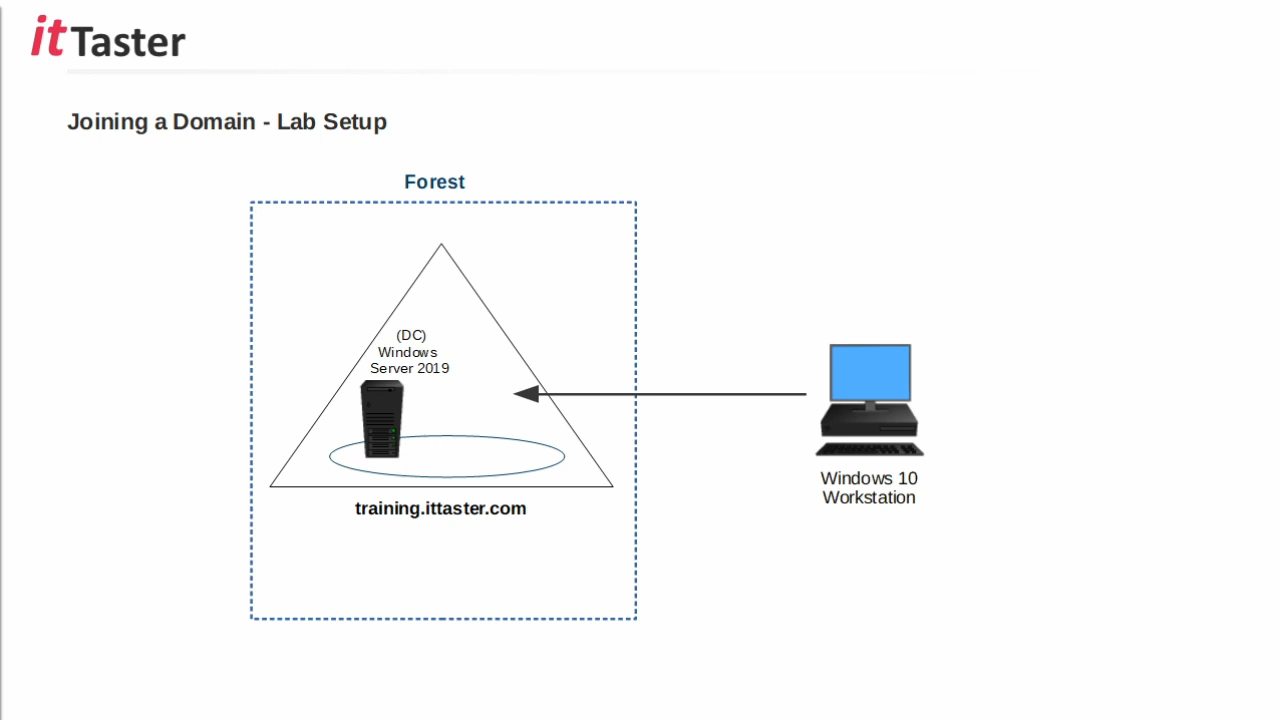 itTaster
Joining a Domain - Lab Setup
Forest
(DC)
Windows
Server 2019
training.ittaster.com
Windows 10
Workstation